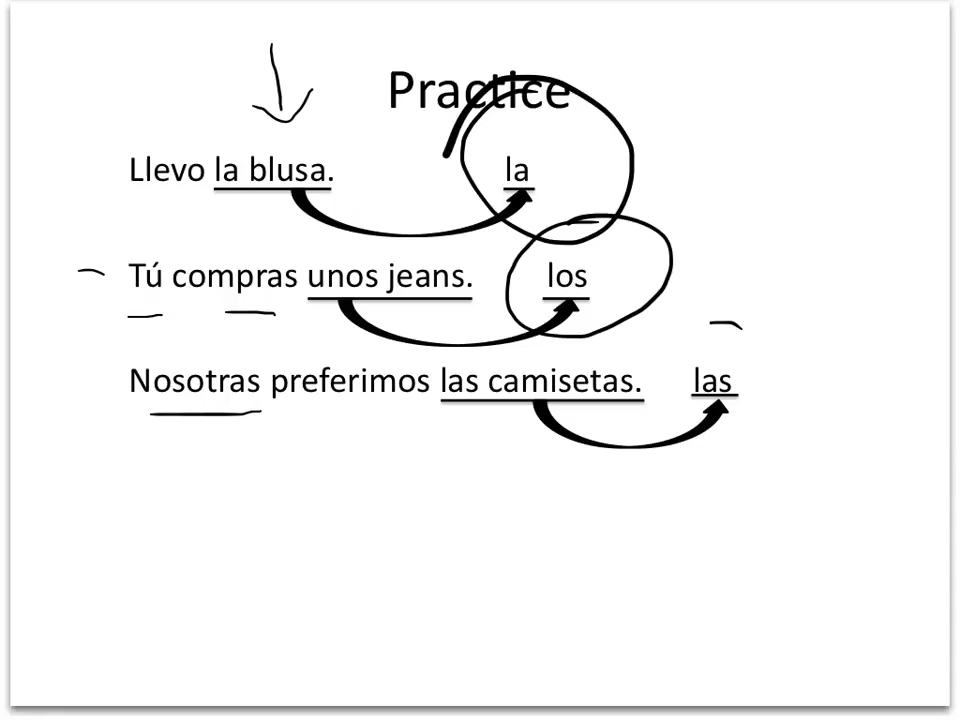 Practice
Llevo la blusa. la
Tú compras unos jeans. los
Nosotras preferimos las camisetas. las